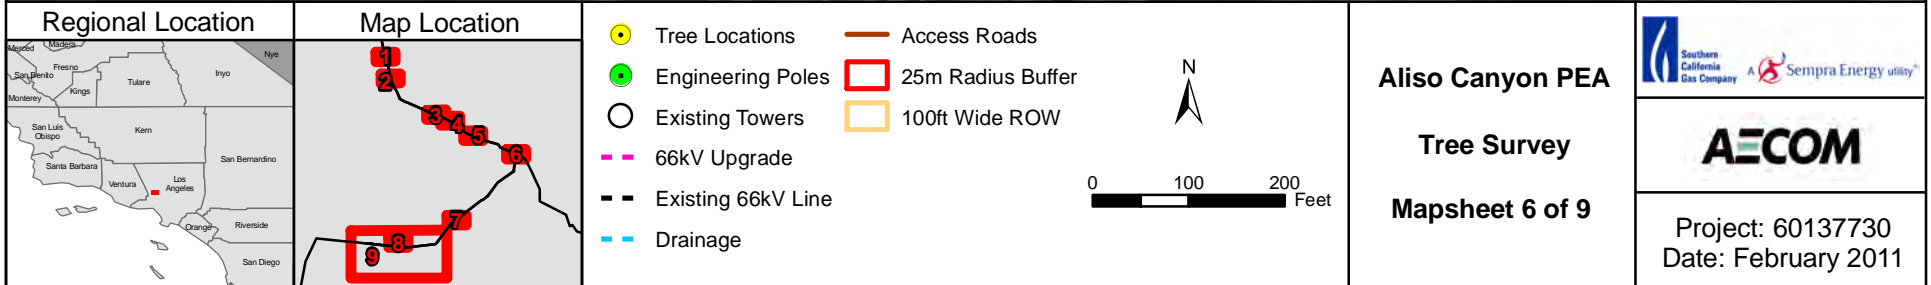 Regional Location
Merced
Madera
Nye
San Benito
Fresno
Tulare
Inyo
Kings
Monterey
San Luis
Obispo
Kern
Santa Barbara
San Bernardino
Ventura
Los
Angeles
Orange
Riverside
San Diego
Map Location
1
2
3
4
5
6
7
8
9
Tree Locations
Engineering Poles
Existing Towers
66kV Upgrade
Existing 66kV Line
Drainage
Access Roads
25m Radius Buffer
100ft Wide ROW
N
0 100 200
Feet
Aliso Canyon PEA
Tree Survey
Mapsheet 6 of 9
Southern
California
Gas Company
A Sempra Energy utility
AECOM
Project: 60137730
Date: February 2011